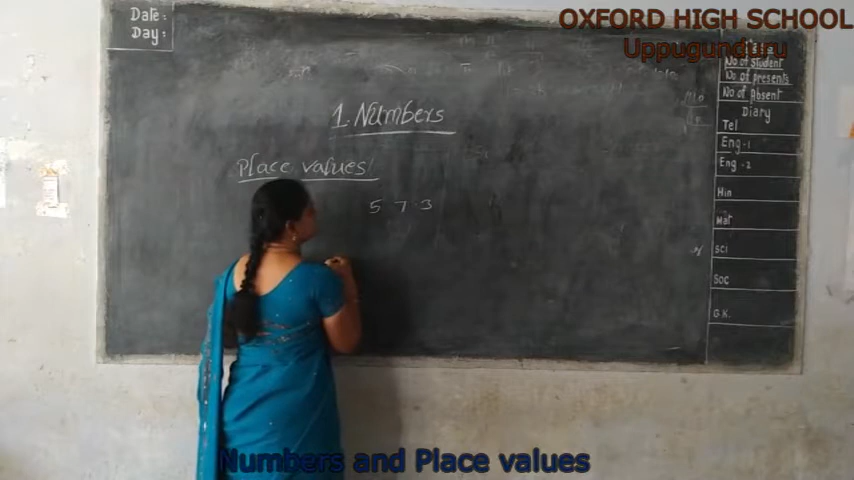 OXFORD HIGH SCHOOL
Uppugunduru
Date:
Day:
No of Student
No of presents
No of Absent
Diary
Tel
Eng-1
Eng-2
Hin
Mat
Sci
Soc
G.K.
1. Numbers
Place values
5 7 3
Numbers and Place values